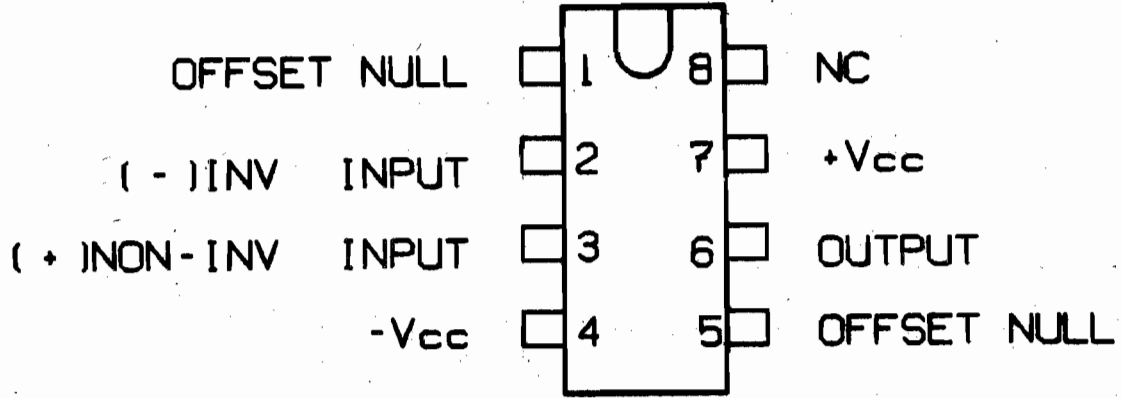 OFFSET NULL 1 8 NC
( - )INV INPUT 2 7 +Vcc
( + )NON-INV INPUT 3 6 OUTPUT
-Vcc 4 5 OFFSET NULL